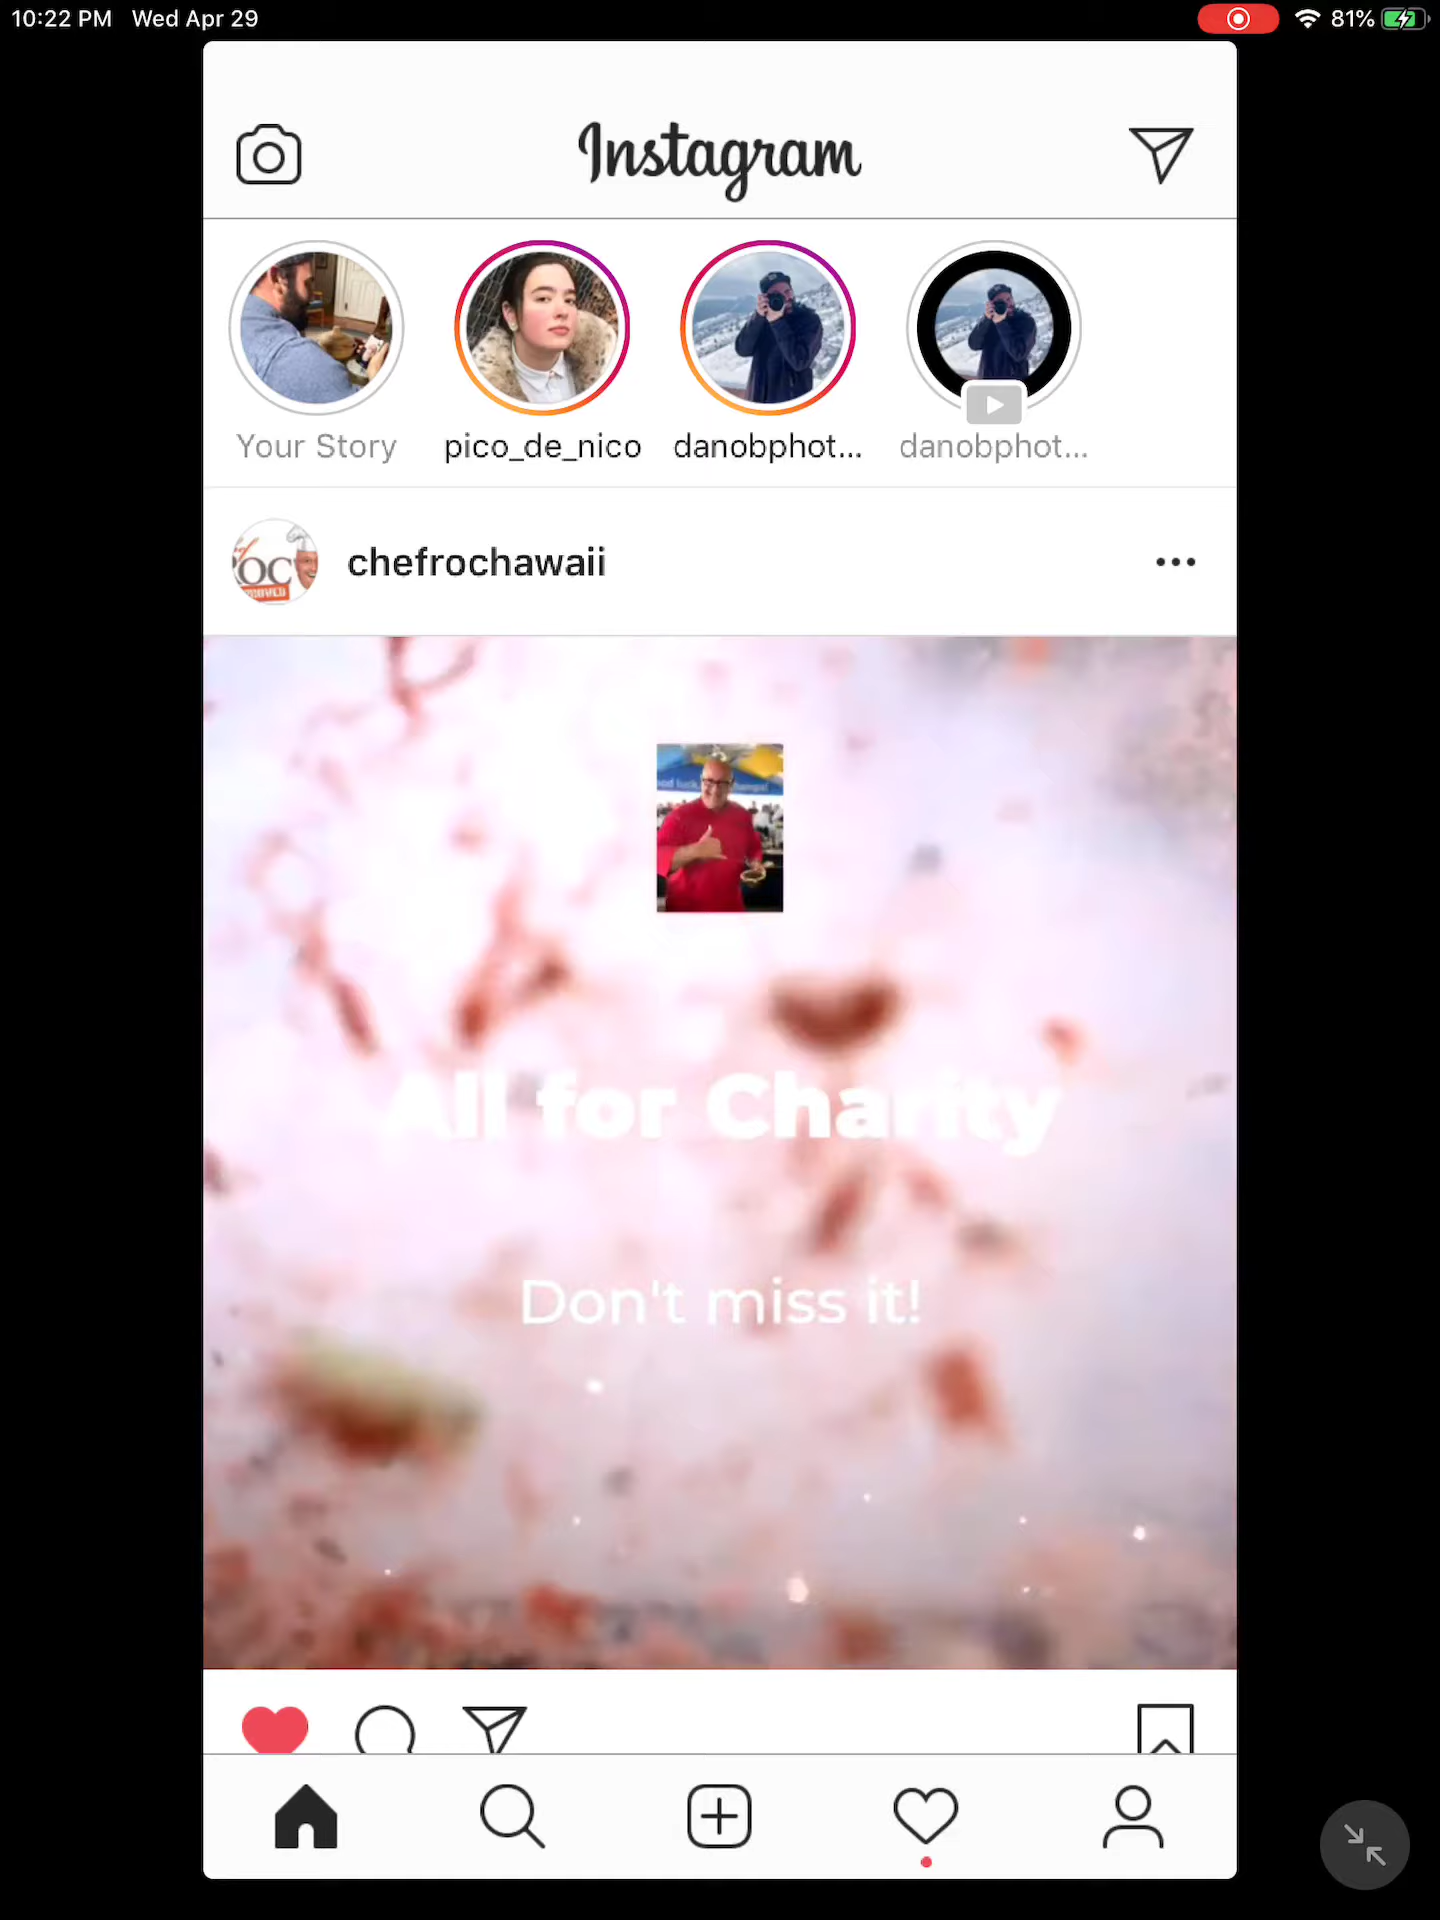 10:22 PM Wed Apr 29
81%
Instagram
Your Story
pico_de_nico
danobphot...
danobphot...
chefrochawaii
All for Charity
Don't miss it!